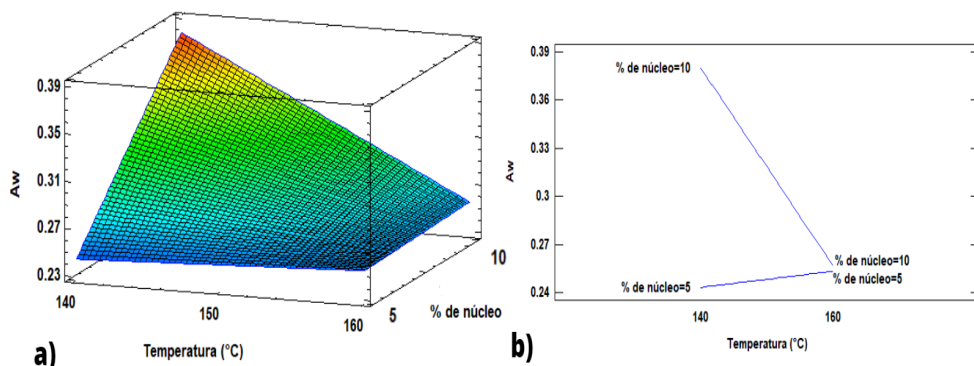 0.39
0.35
0.31
0.27
0.23
Aw
140
150
160
Temperatura (°C)
5
10
% de núcleo
a)
0.39
0.36
0.33
0.3
0.27
0.24
Aw
% de núcleo=10
% de núcleo=5
% de núcleo=10
% de núcleo=5
140
160
Temperatura (°C)
b)